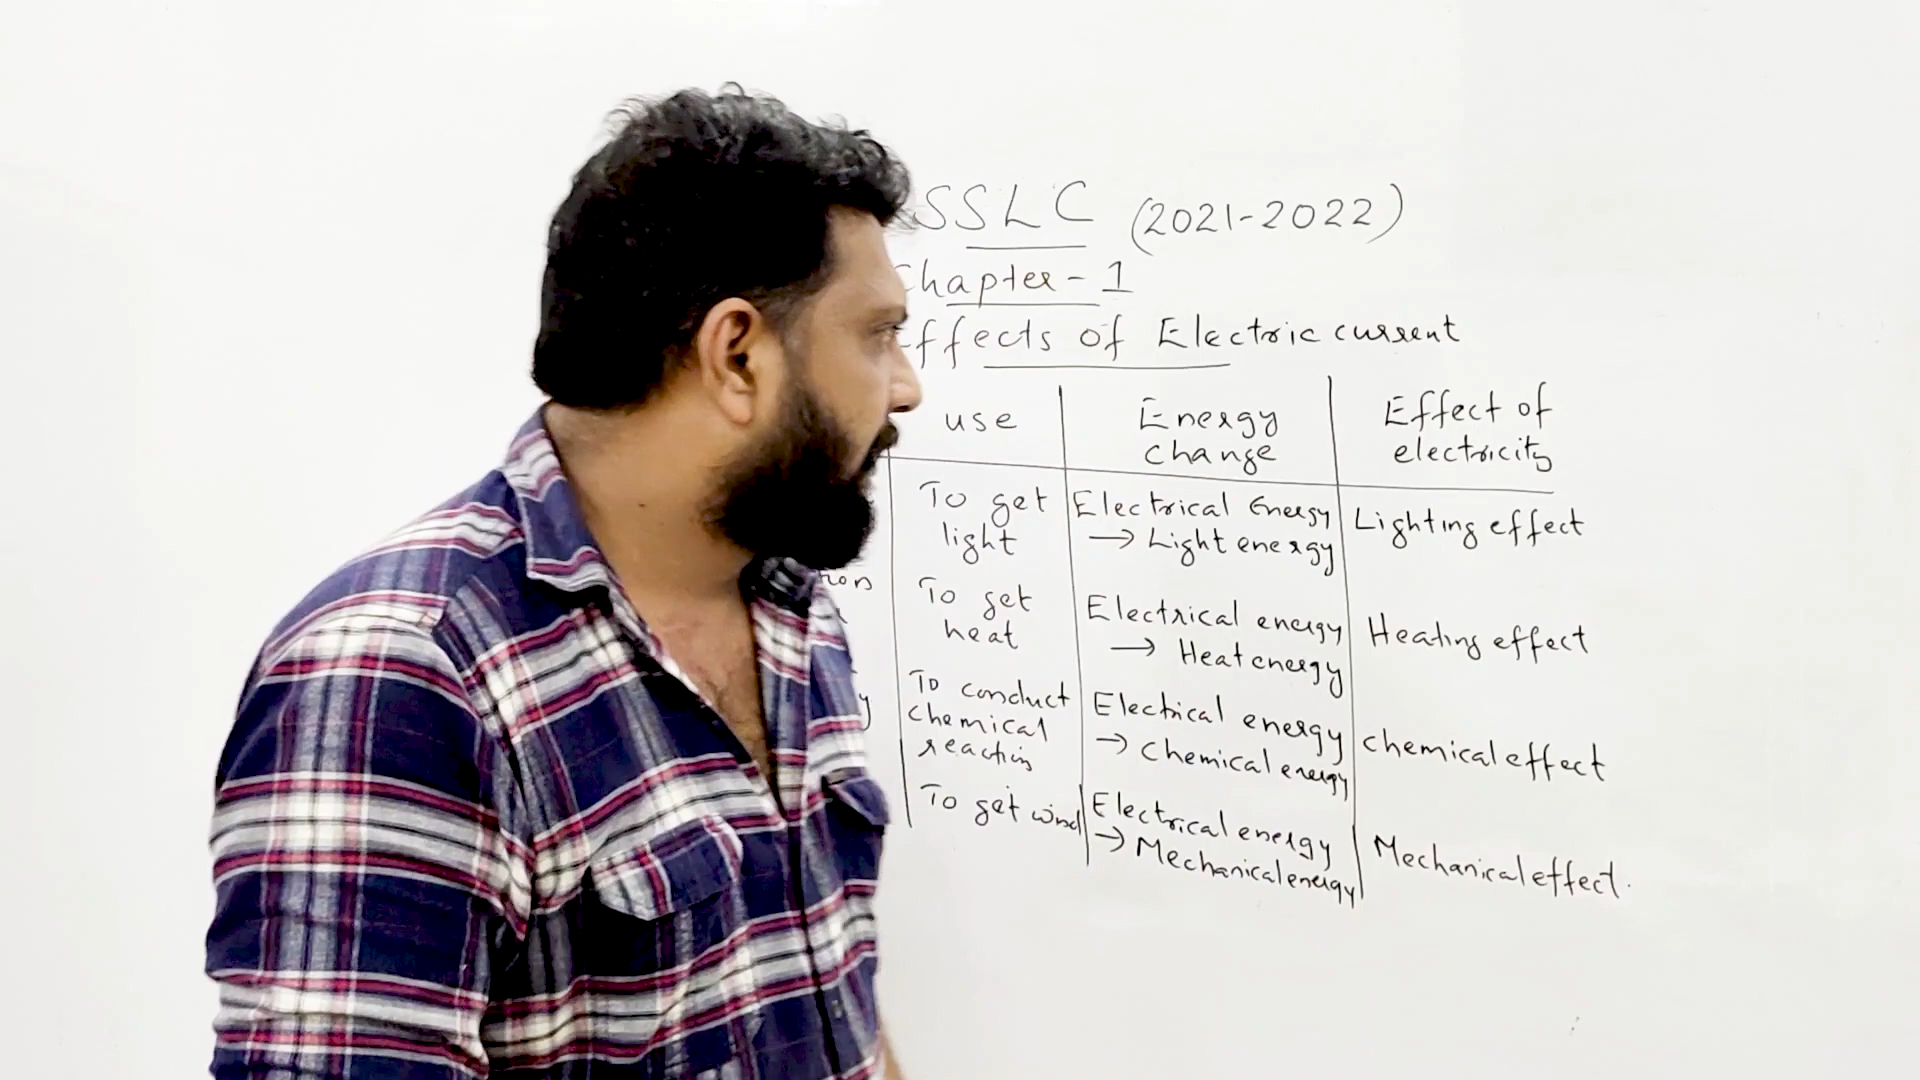 SSLC (2021-2022)
Chapter - 1
Effects of Electric current
use
Energy
change
Effect of
electricity
To get
light
Electrical Energy
→ Light energy
Lighting effect
To get
heat
Electrical energy
→ Heat energy
Heating effect
To conduct
chemical
reaction
Electrical energy
→ Chemical energy
chemical effect
To get wind
Electrical energy
→ Mechanical energy
Mechanical effect.